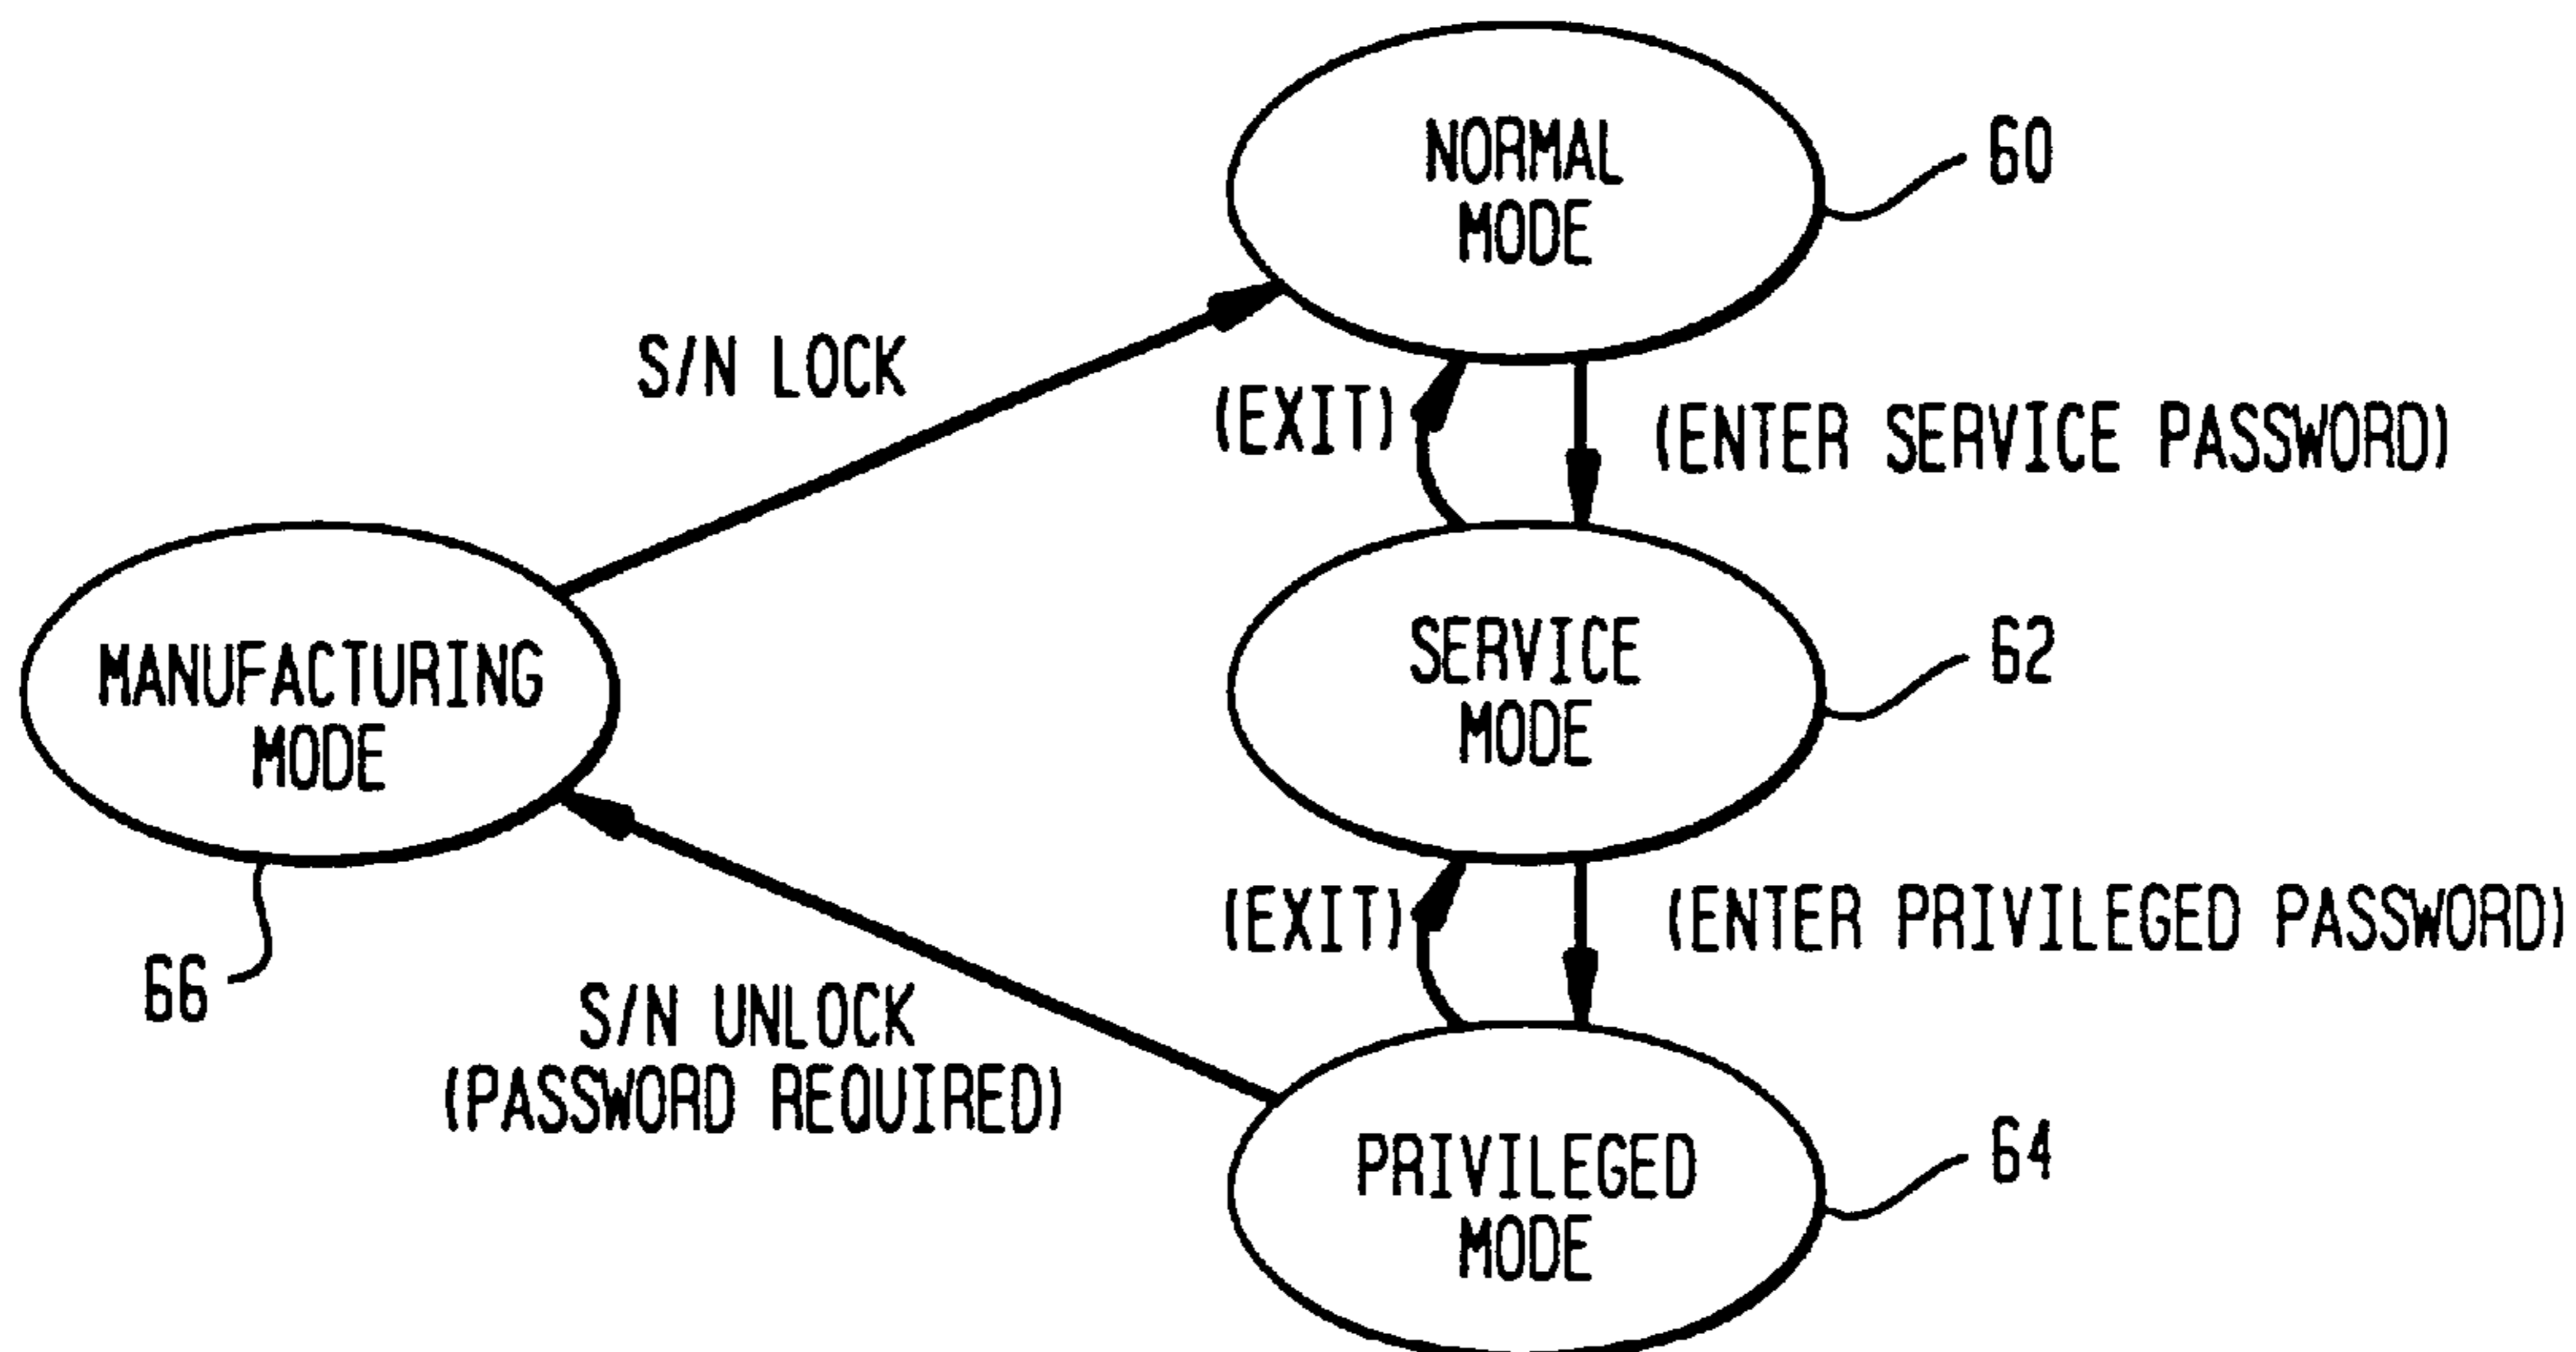 NORMAL
MODE
60
S/N LOCK
(EXIT)
(ENTER SERVICE PASSWORD)
MANUFACTURING
MODE
66
SERVICE
MODE
62
(EXIT)
(ENTER PRIVILEGED PASSWORD)
S/N UNLOCK
(PASSWORD REQUIRED)
PRIVILEGED
MODE
64